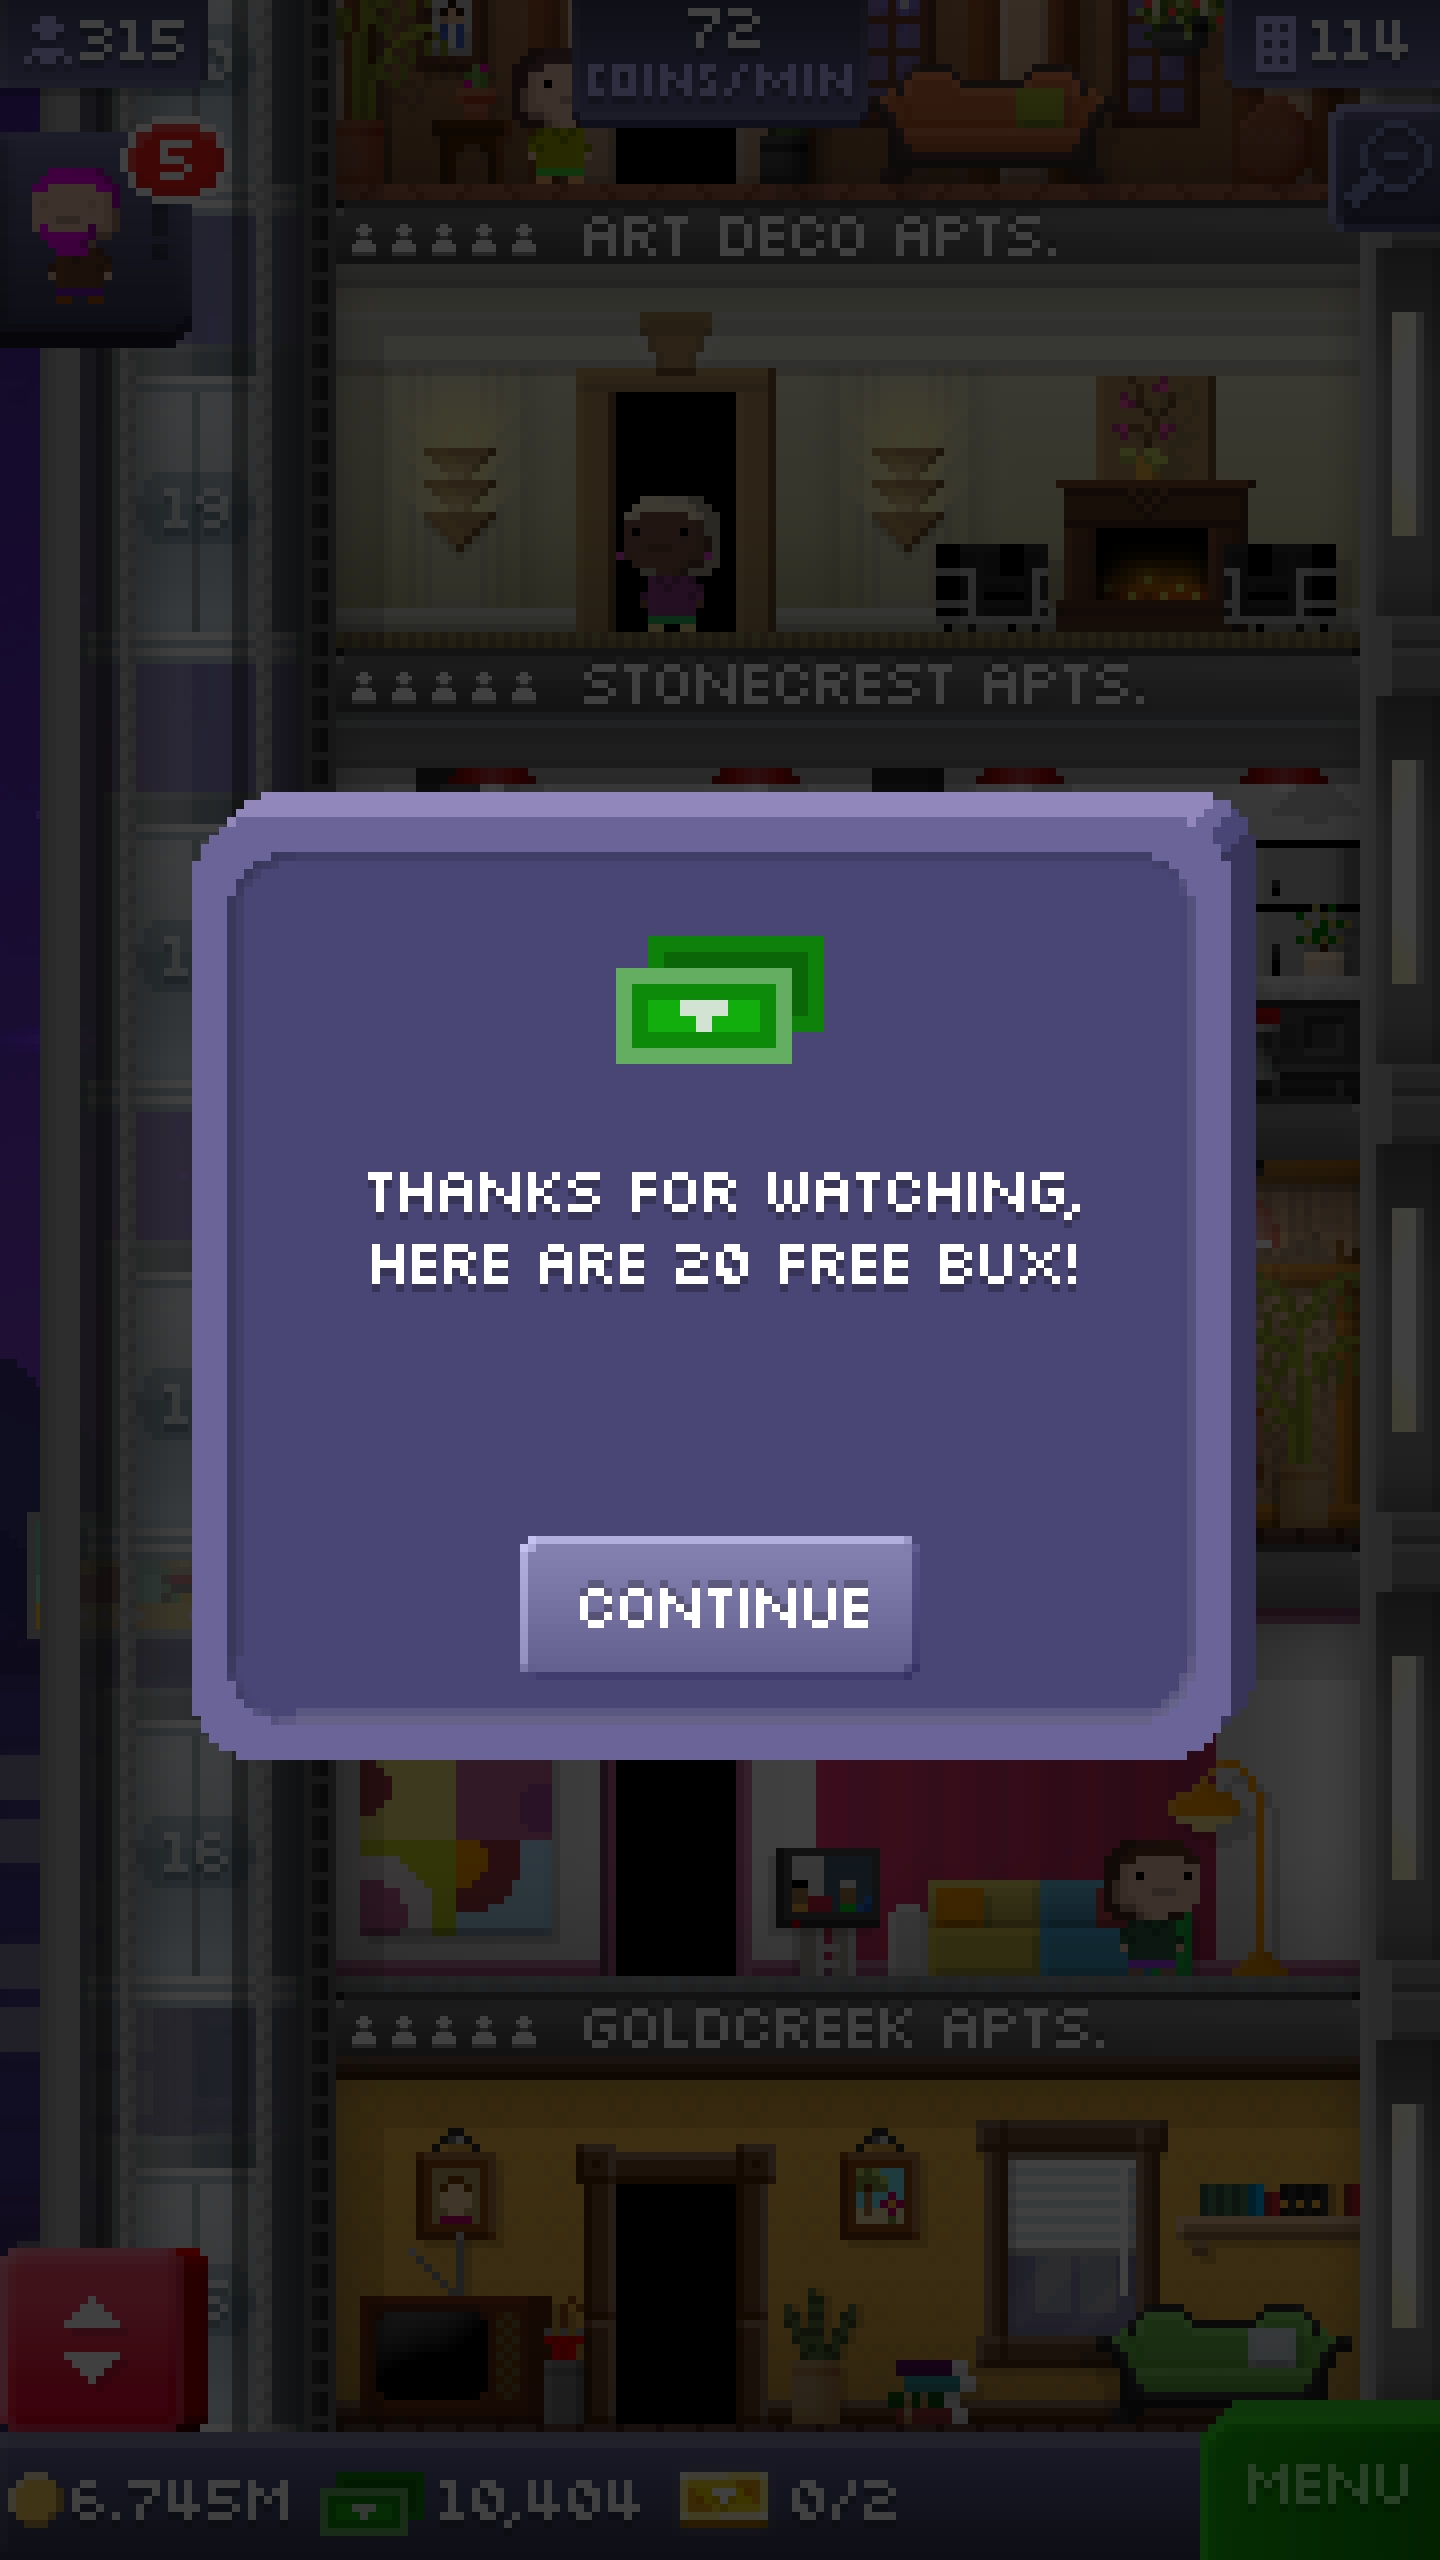 315
72
COINS/MIN
114
5
ART DECO APTS.
18
STONECREST APTS.
THANKS FOR WATCHING,
HERE ARE 20 FREE BUX!
CONTINUE
16
GOLDCREEK APTS.
6.745M
10,404
0/2
MENU